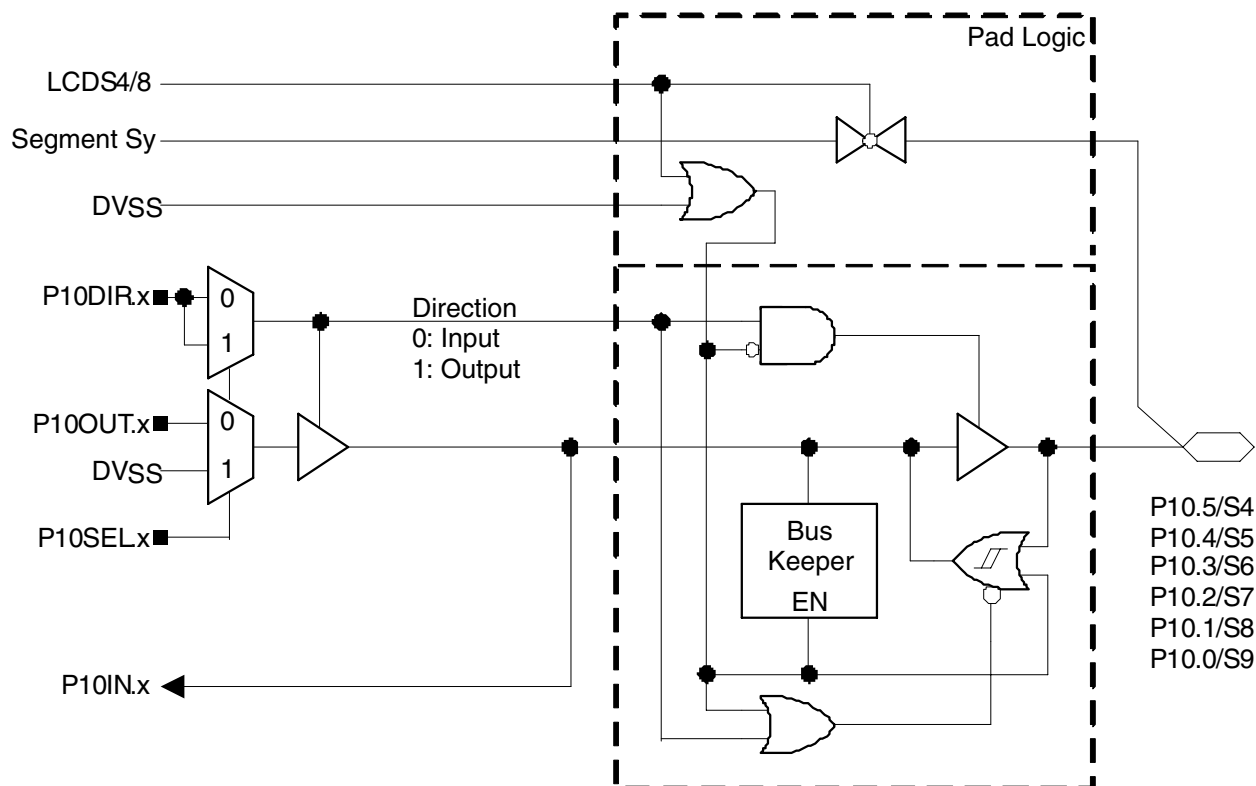 Pad Logic
LCDS4/8
Segment Sy
DVSS
P10DIR.x
0
1
Direction
0: Input
1: Output
P10OUT.x
0
DVSS
1
P10SEL.x
Bus
Keeper
EN
P10.5/S4
P10.4/S5
P10.3/S6
P10.2/S7
P10.1/S8
P10.0/S9
P10IN.x